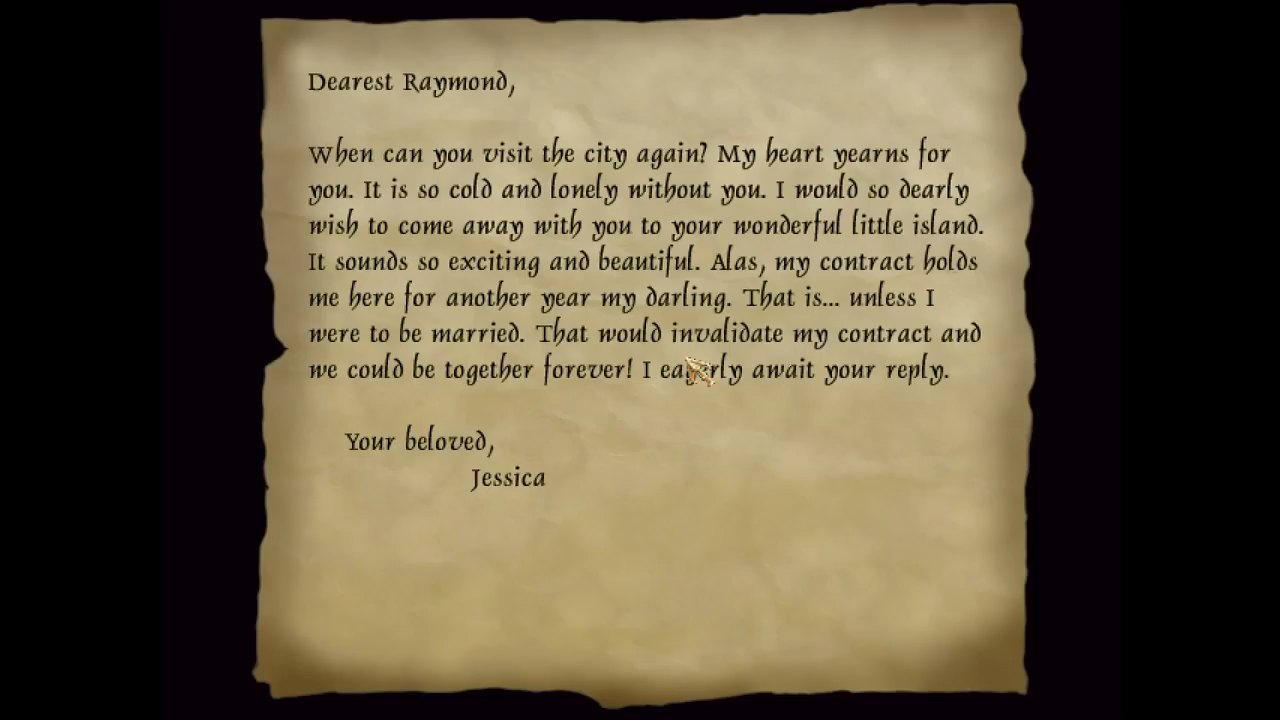 Dearest Raymond,
When can you visit the city again? My heart yearns for
you. It is so cold and lonely without you. I would so dearly
wish to come away with you to your wonderful little island.
It sounds so exciting and beautiful. Alas, my contract holds
me here for another year my darling. That is... unless I
were to be married. That would invalidate my contract and
we could be together forever! I eagerly await your reply.
Your beloved,
Jessica